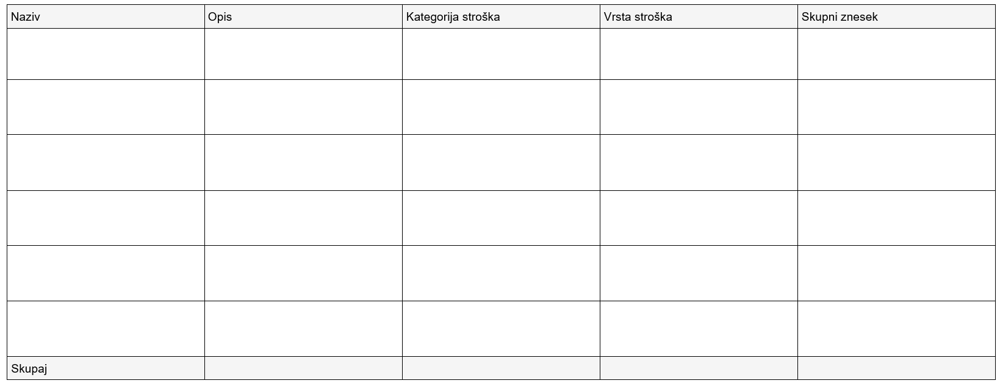 Naziv Opis Kategorija stroška Vrsta stroška Skupni znesek
Skupaj